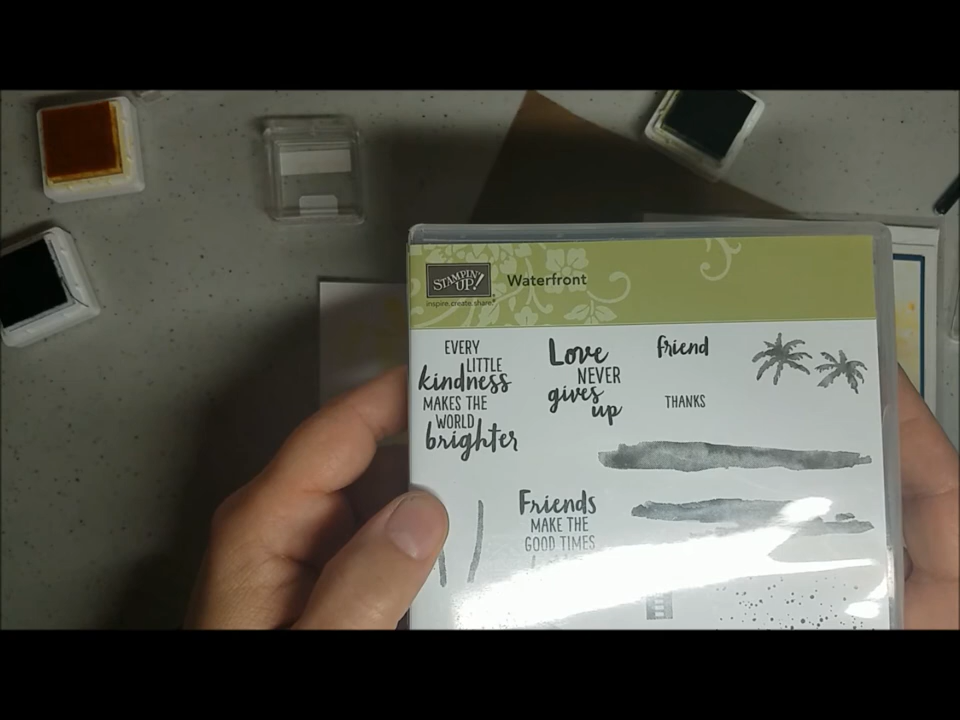 STAMPIN' UP!
inspire.create.share.
Waterfront
EVERY
LITTLE
kindness
MAKES THE
WORLD
brighter
Love
NEVER
gives
up
friend
THANKS
Friends
MAKE THE
GOOD TIMES